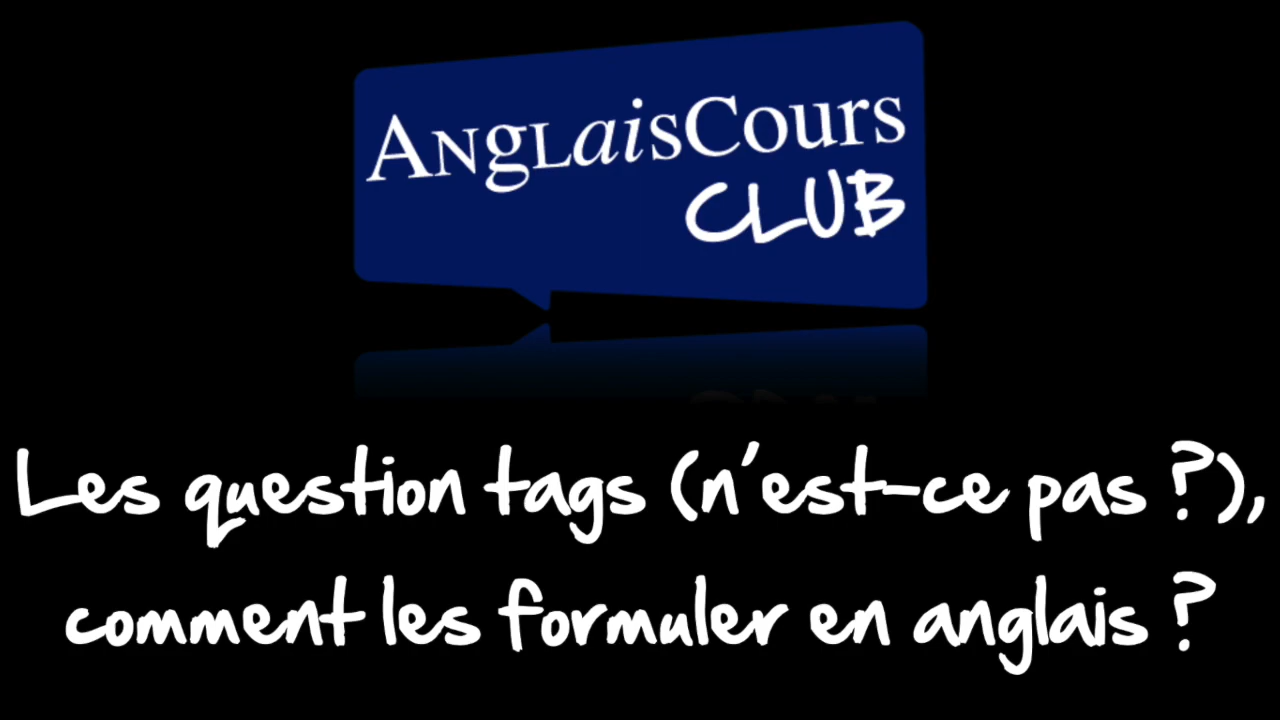 AnglaisCours
CLUB
Les question tags (n'est-ce pas ?),
comment les formuler en anglais ?